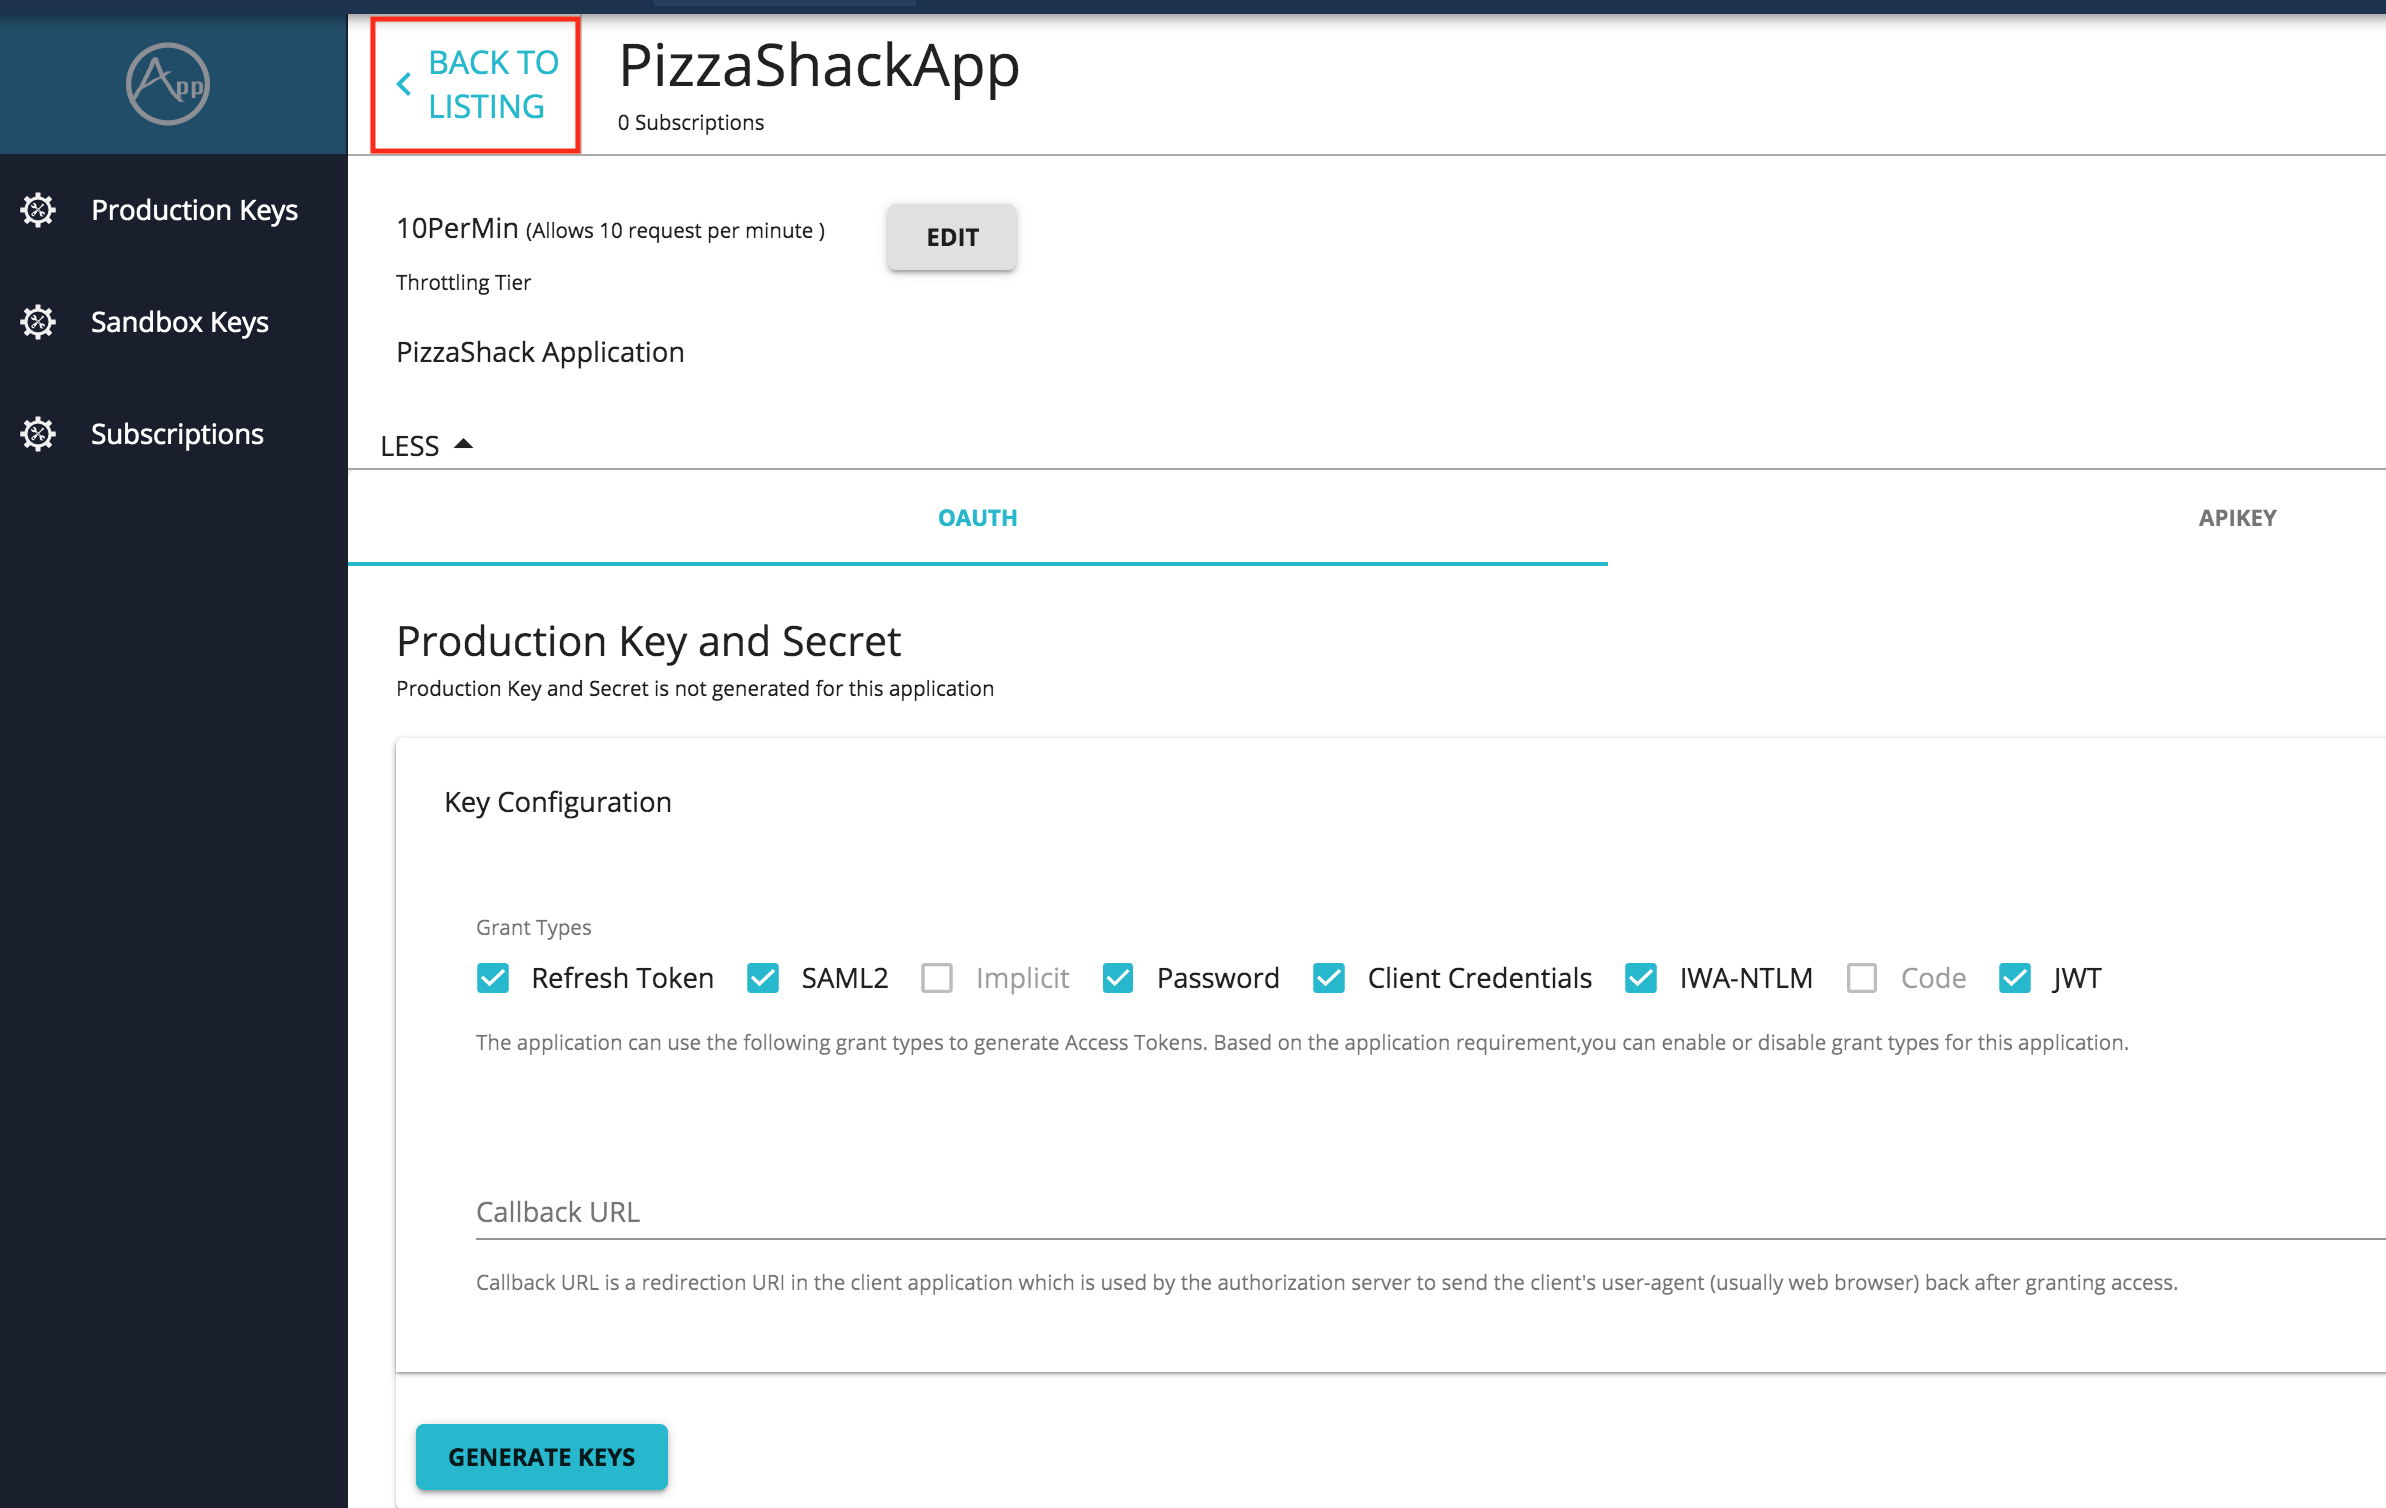 App
BACK TO
LISTING
PizzaShackApp
0 Subscriptions
Production Keys
Sandbox Keys
Subscriptions
10PerMin (Allows 10 request per minute )
EDIT
Throttling Tier
PizzaShack Application
LESS
OAUTH
APIKEY
Production Key and Secret
Production Key and Secret is not generated for this application
Key Configuration
Grant Types
Refresh Token SAML2 Implicit Password Client Credentials IWA-NTLM Code JWT
The application can use the following grant types to generate Access Tokens. Based on the application requirement,you can enable or disable grant types for this application.
Callback URL
Callback URL is a redirection URI in the client application which is used by the authorization server to send the client's user-agent (usually web browser) back after granting access.
GENERATE KEYS